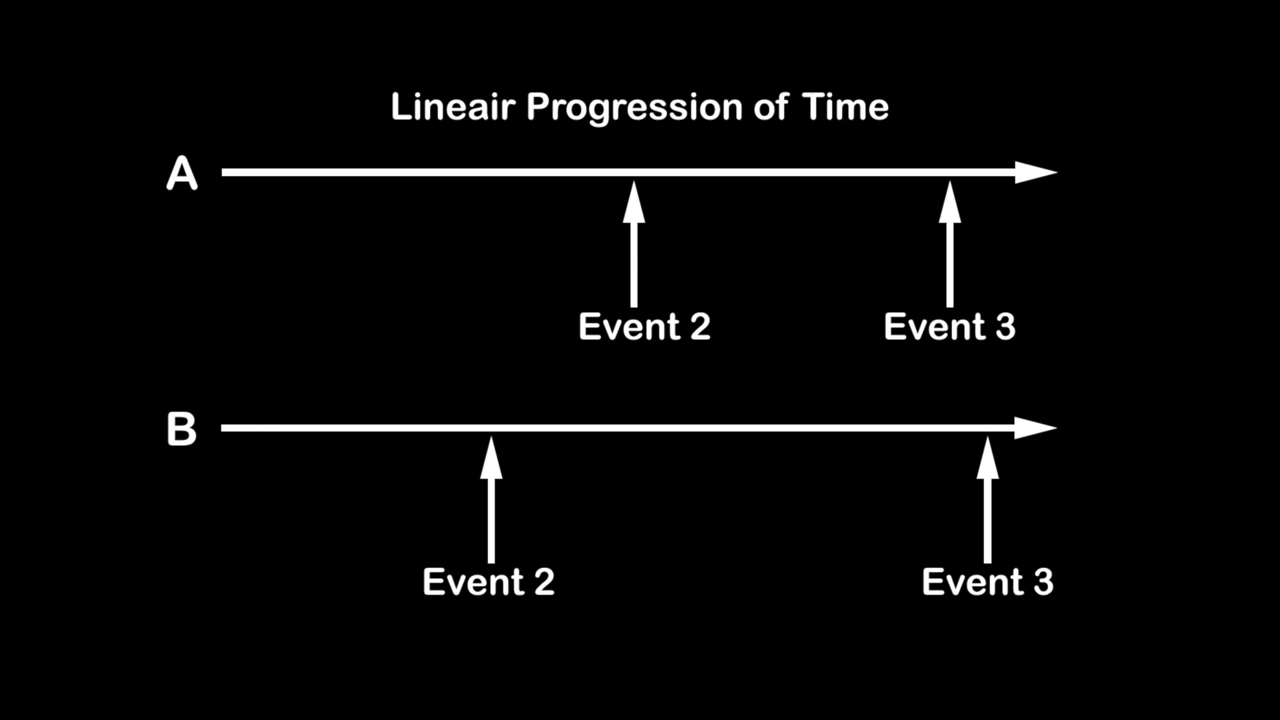 Lineair Progression of Time
A
Event 2
Event 3
B
Event 2
Event 3